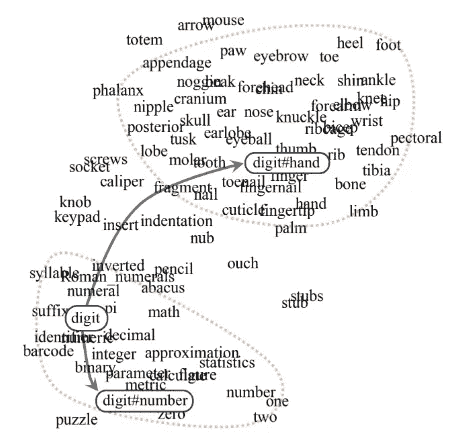 mouse
arrow
totem
heel foot
paw eyebrow toe
appendage
noggin beak forehead chin neck shin ankle
phalanx
cranium
nipple forearm elbow knee hip
ear nose knuckle
skull wrist
posterior earlobe ribcage bicep
tusk eyeball pectoral
lobe thumb rib tendon
screws molar tooth digit#hand
socket tibia
caliper toenail finger
fragment fingernail bone
nail
knob hand
keypad cuticle fingertip limb
insert indentation palm
nub
syllable inverted pencil ouch
Roman_numerals
numeral abacus
stubs
suffix pi math stub
digit
identifier numeric decimal
barcode integer approximation
binary statistics
parameter calculate figure
metric
digit#number number one
puzzle zero two